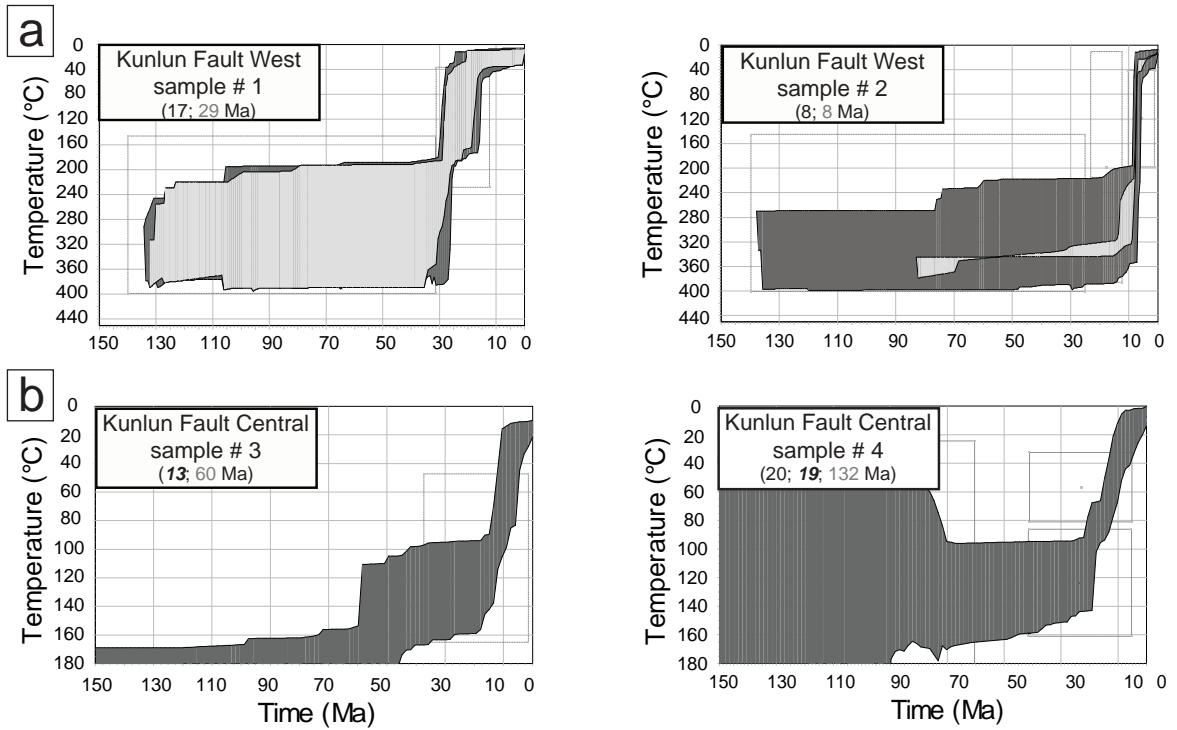 a
Kunlun Fault West
sample # 1
(17; 29 Ma)
Temperature (°C)
0
40
80
120
160
200
240
280
320
360
400
440
150 130 110 90 70 50 30 10 0
Kunlun Fault West
sample # 2
(8; 8 Ma)
Temperature (°C)
0
40
80
120
160
200
240
280
320
360
400
440
150 130 110 90 70 50 30 10 0
b
Kunlun Fault Central
sample # 3
(13; 60 Ma)
Temperature (°C)
0
20
40
60
80
100
120
140
160
180
150 130 110 90 70 50 30 10 0
Time (Ma)
Kunlun Fault Central
sample # 4
(20; 19; 132 Ma)
Temperature (°C)
0
20
40
60
80
100
120
140
160
180
150 130 110 90 70 50 30 10 0
Time (Ma)